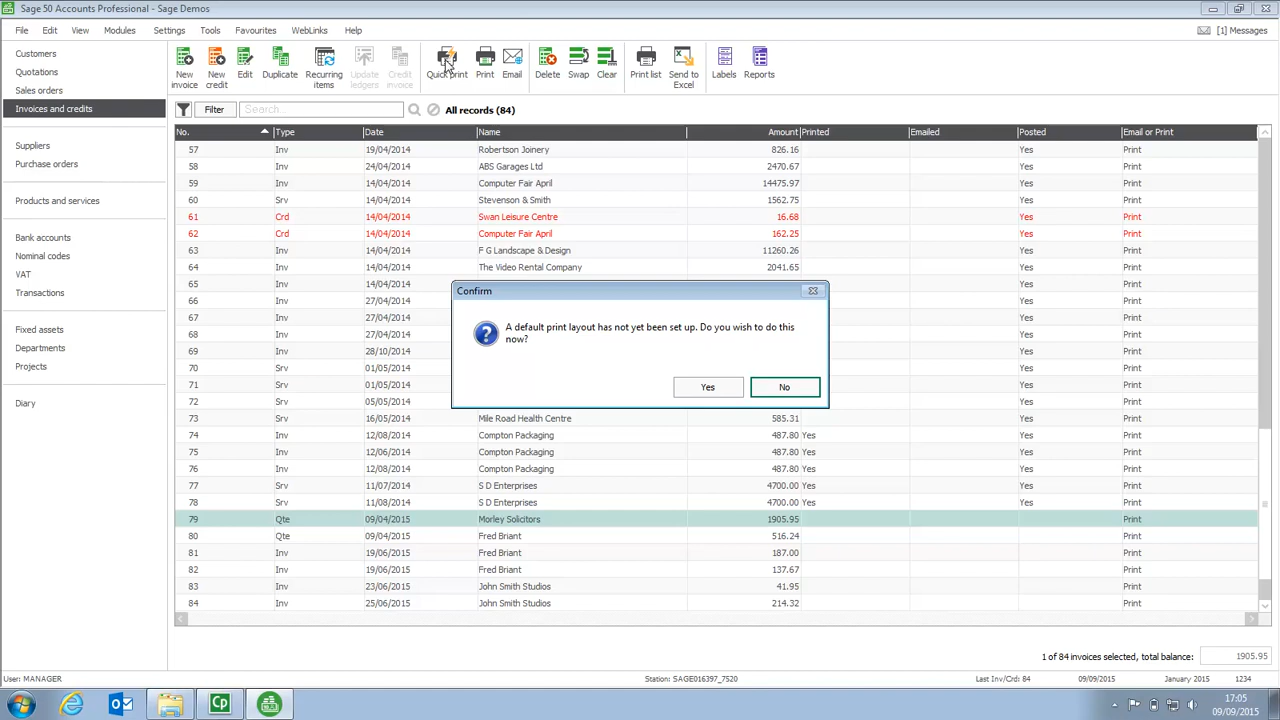 Sage 50 Accounts Professional - Sage Demos
File Edit View Modules Settings Tools Favourites WebLinks Help [1] Messages
Customers
Quotations
Sales orders
Invoices and credits
Suppliers
Purchase orders
Products and services
Bank accounts
Nominal codes
VAT
Transactions
Fixed assets
Departments
Projects
Diary
New invoice
New credit
Edit
Duplicate
Recurring items
Update ledgers
Credit invoice
Quick print
Print
Email
Delete
Swap
Clear
Print list
Send to Excel
Labels
Reports
Filter Search... All records (84)
No. Type Date Name Amount Printed Emailed Posted Email or Print
57 Inv 19/04/2014 Robertson Joinery 826.16 Yes Print
58 Inv 24/04/2014 ABS Garages Ltd 2470.67 Yes Print
59 Inv 14/04/2014 Computer Fair April 14475.97 Yes Print
60 Srv 14/04/2014 Stevenson & Smith 1562.75 Yes Print
61 Crd 14/04/2014 Swan Leisure Centre 16.68 Yes Print
62 Crd 14/04/2014 Computer Fair April 162.25 Yes Print
63 Inv 14/04/2014 F G Landscape & Design 11260.26 Yes Print
64 Inv 14/04/2014 The Video Rental Company 2041.65 Yes Print
65 Inv 14/04/2014 Yes Print
66 Inv 27/04/2014 Yes Print
67 Inv 27/04/2014 Yes Print
68 Inv 27/04/2014 Yes Print
69 Inv 28/10/2014 Yes Print
70 Srv 01/05/2014 Yes Print
71 Srv 01/05/2014 Yes Print
72 Srv 05/05/2014 Yes Print
73 Srv 16/05/2014 Mile Road Health Centre 585.31 Yes Print
74 Inv 12/08/2014 Compton Packaging 487.80 Yes Yes Print
75 Inv 12/06/2014 Compton Packaging 487.80 Yes Yes Print
76 Inv 12/08/2014 Compton Packaging 487.80 Yes Yes Print
77 Srv 11/07/2014 S D Enterprises 4700.00 Yes Yes Print
78 Srv 11/08/2014 S D Enterprises 4700.00 Yes Yes Print
79 Qte 09/04/2015 Morley Solicitors 1905.95 Print
80 Qte 09/04/2015 Fred Briant 516.24 Print
81 Inv 19/06/2015 Fred Briant 187.00 Print
82 Inv 19/06/2015 Fred Briant 137.67 Print
83 Inv 23/06/2015 John Smith Studios 41.95 Print
84 Inv 25/06/2015 John Smith Studios 214.32 Print
Confirm
A default print layout has not yet been set up. Do you wish to do this
now?
Yes No
1 of 84 invoices selected, total balance: 1905.95
User: MANAGER Station: SAGE016397_7520 Last Inv/Crd: 84 09/09/2015 January 2015 1234
Cp
17:05
09/09/2015